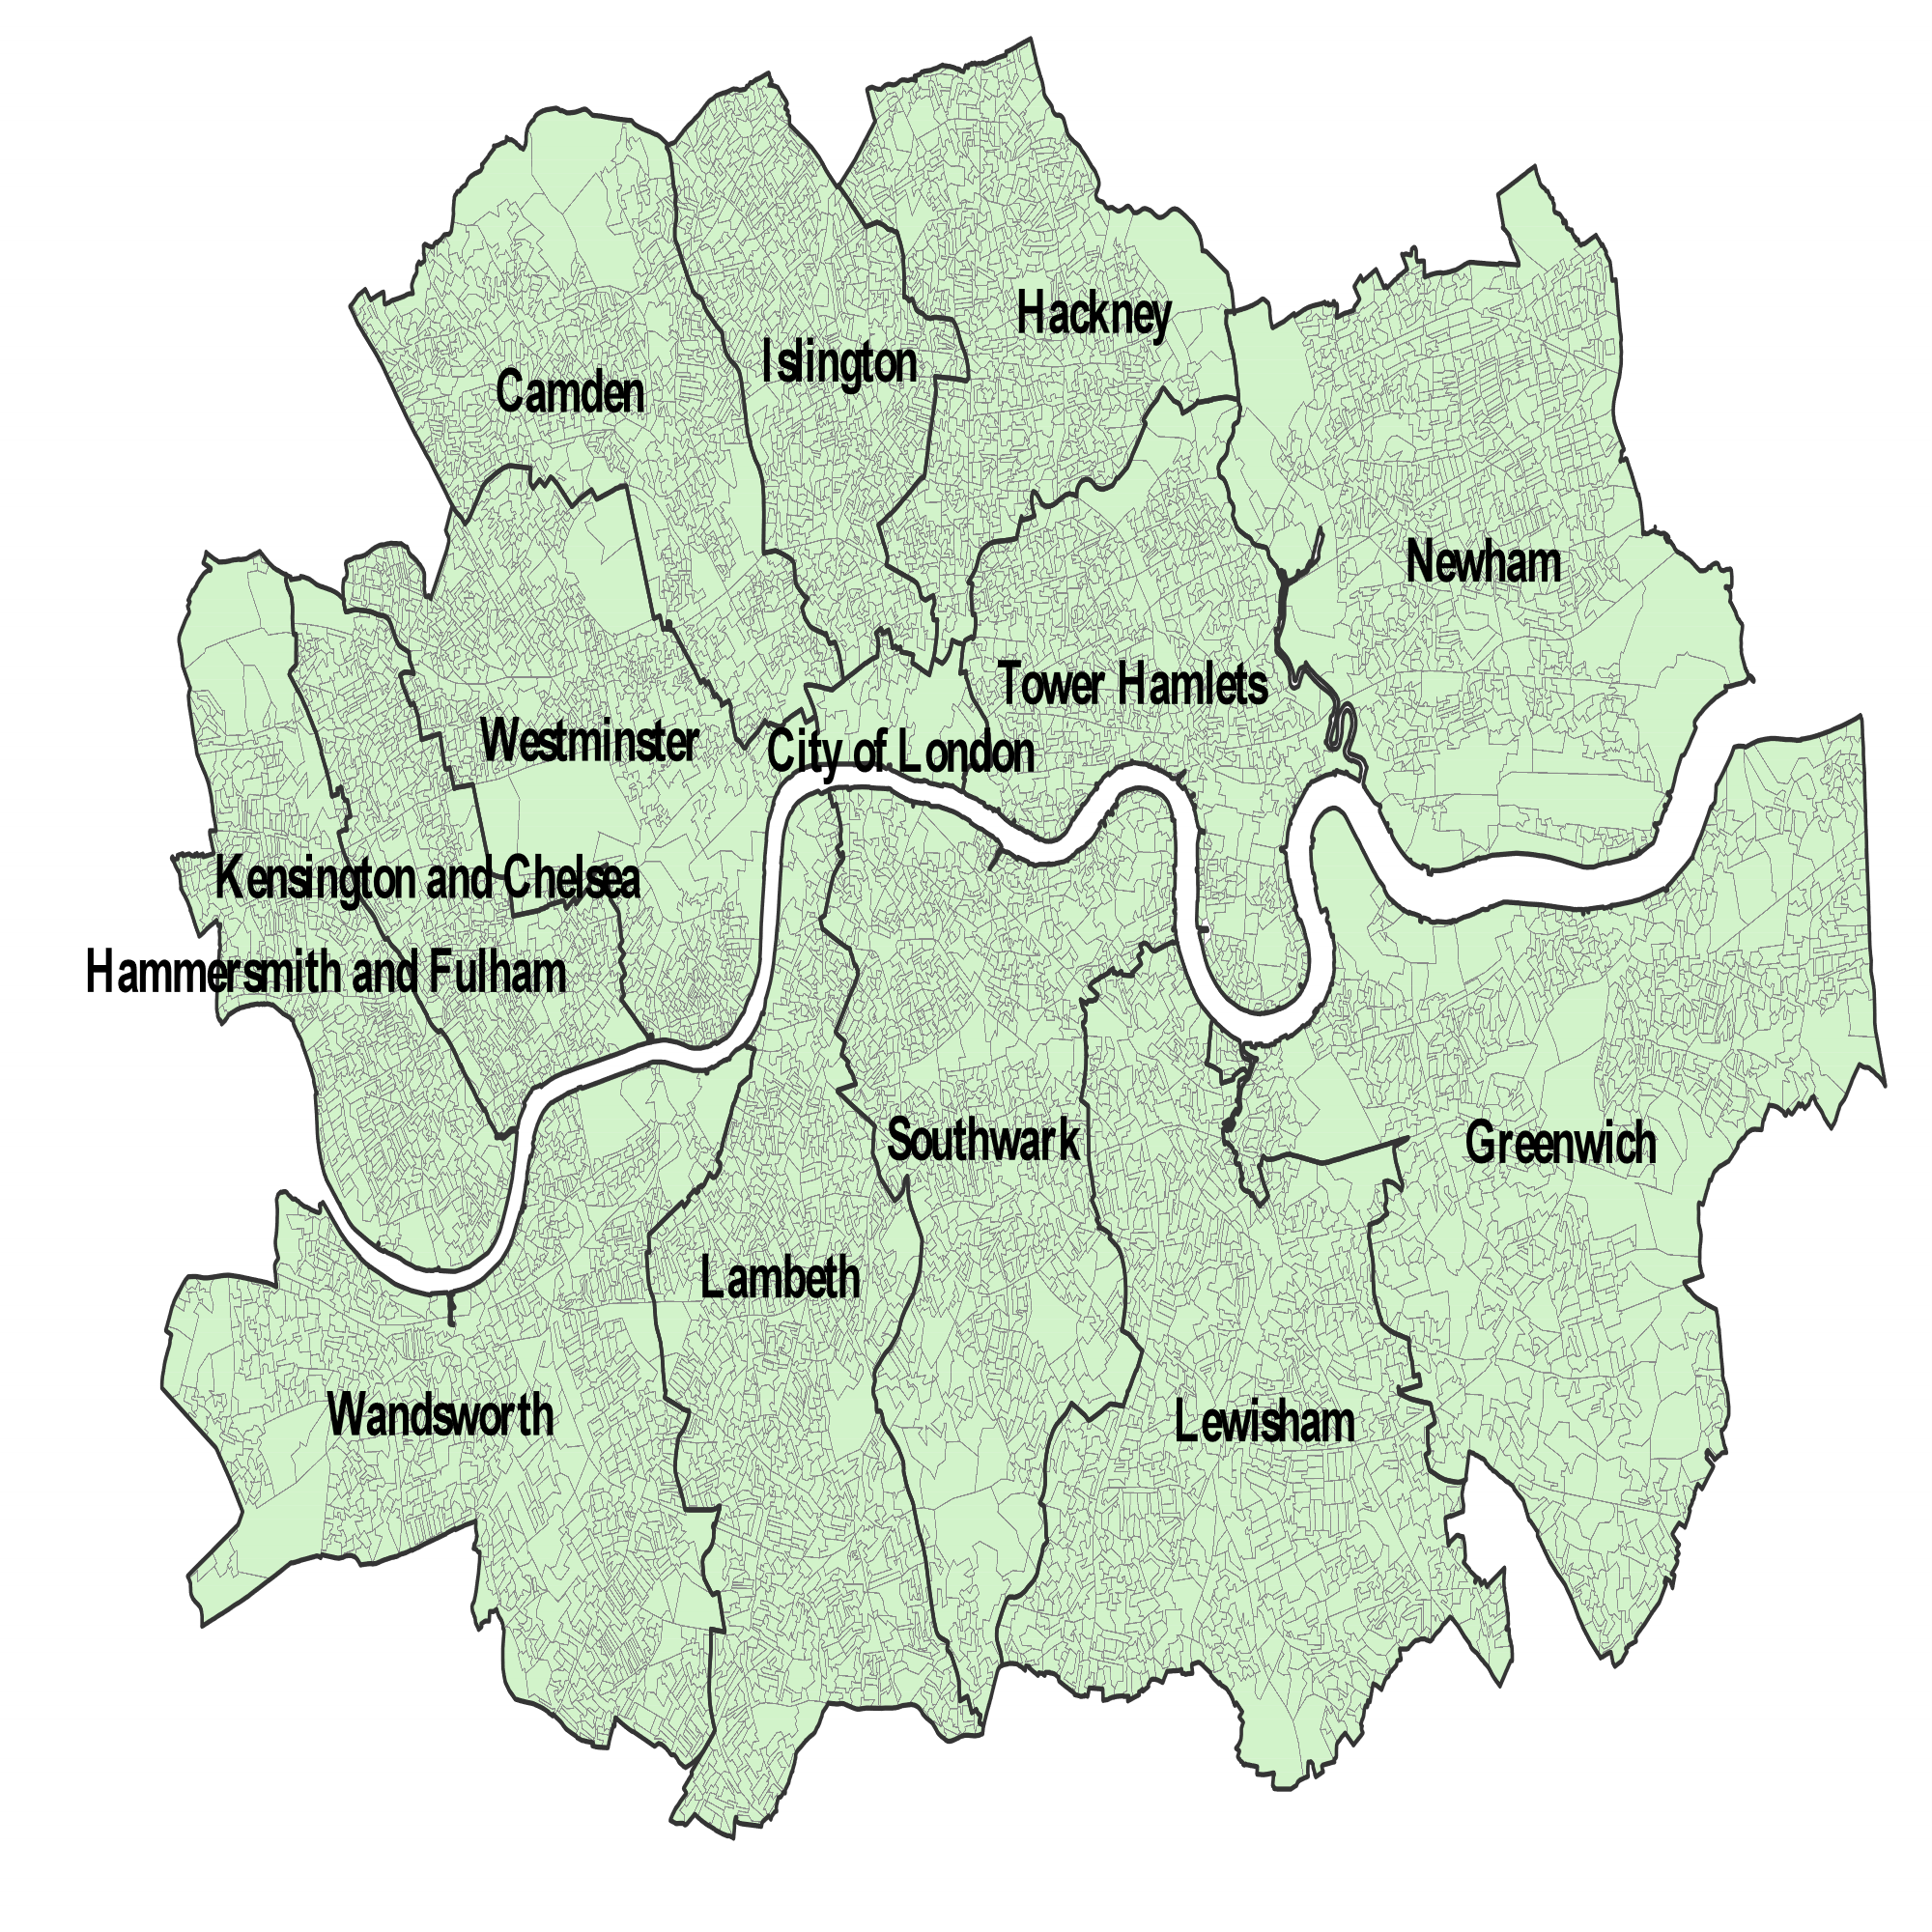 Hackney
Islington
Camden
Newham
Tower Hamlets
Westminster
City of London
Kensington and Chelsea
Hammersmith and Fulham
Southwark
Greenwich
Lambeth
Wandsworth
Lewisham